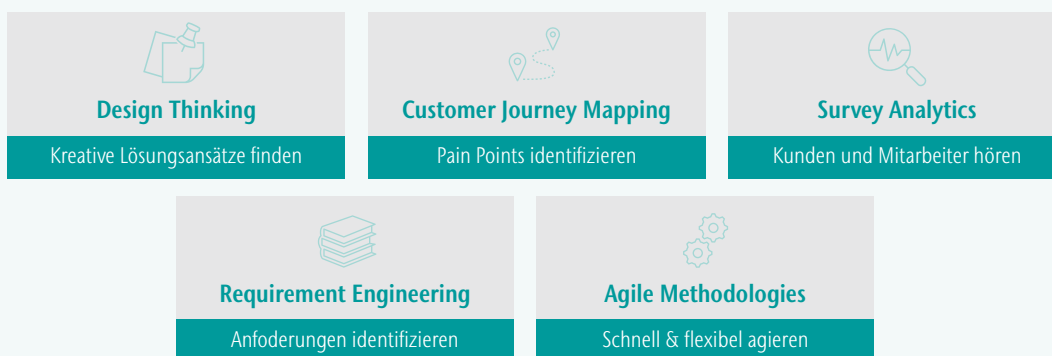 Design Thinking
Kreative Lösungsansätze finden
Customer Journey Mapping
Pain Points identifizieren
Survey Analytics
Kunden und Mitarbeiter hören
Requirement Engineering
Anfoderungen identifizieren
Agile Methodologies
Schnell & flexibel agieren